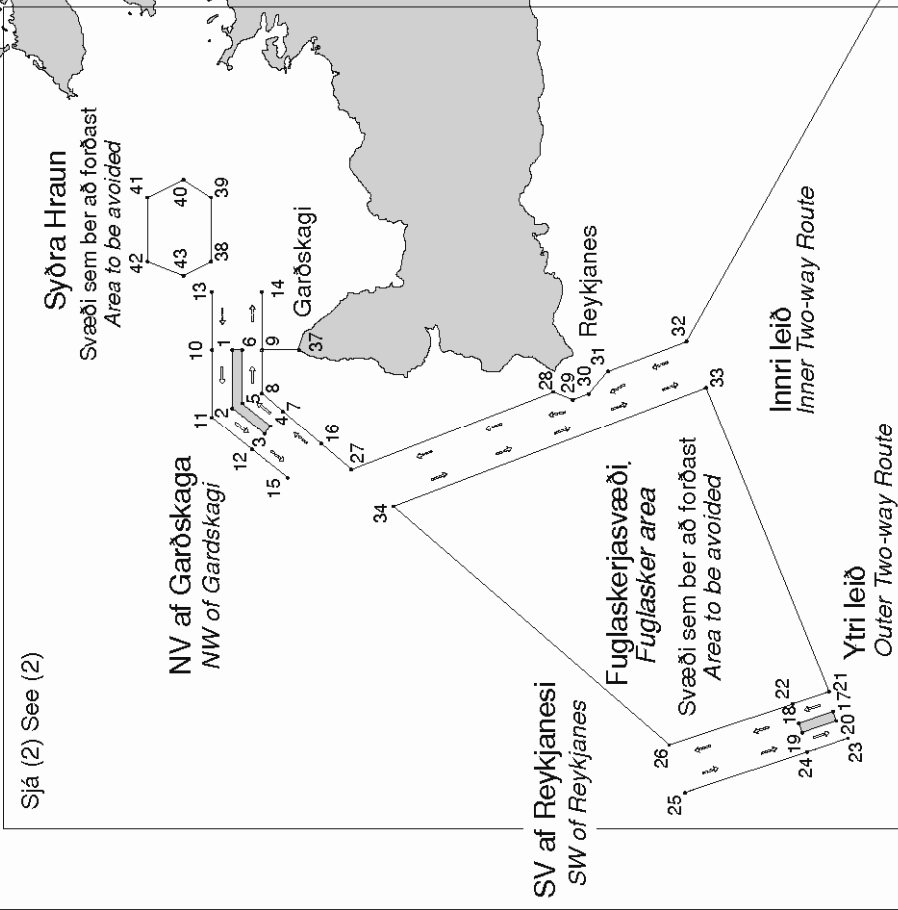 Sjá (2) See (2)
Syðra Hraun
Svæði sem ber að forðast
Area to be avoided
42
41
43
40
38
39
NV af Garðskaga
NW of Gardskagi
11
10
13
2
1
12
3
5
6
4
8
9
14
7
15
16
37
Garðskagi
27
34
28
29
30
31
Reykjanes
32
33
Innri leið
Inner Two-way Route
Fuglaskerjasvæði,
Fuglasker area
Svæði sem ber að forðast
Area to be avoided
SV af Reykjanesi
SW of Reykjanes
26
25
22
18
19
24
17
21
20
23
Ytri leið
Outer Two-way Route